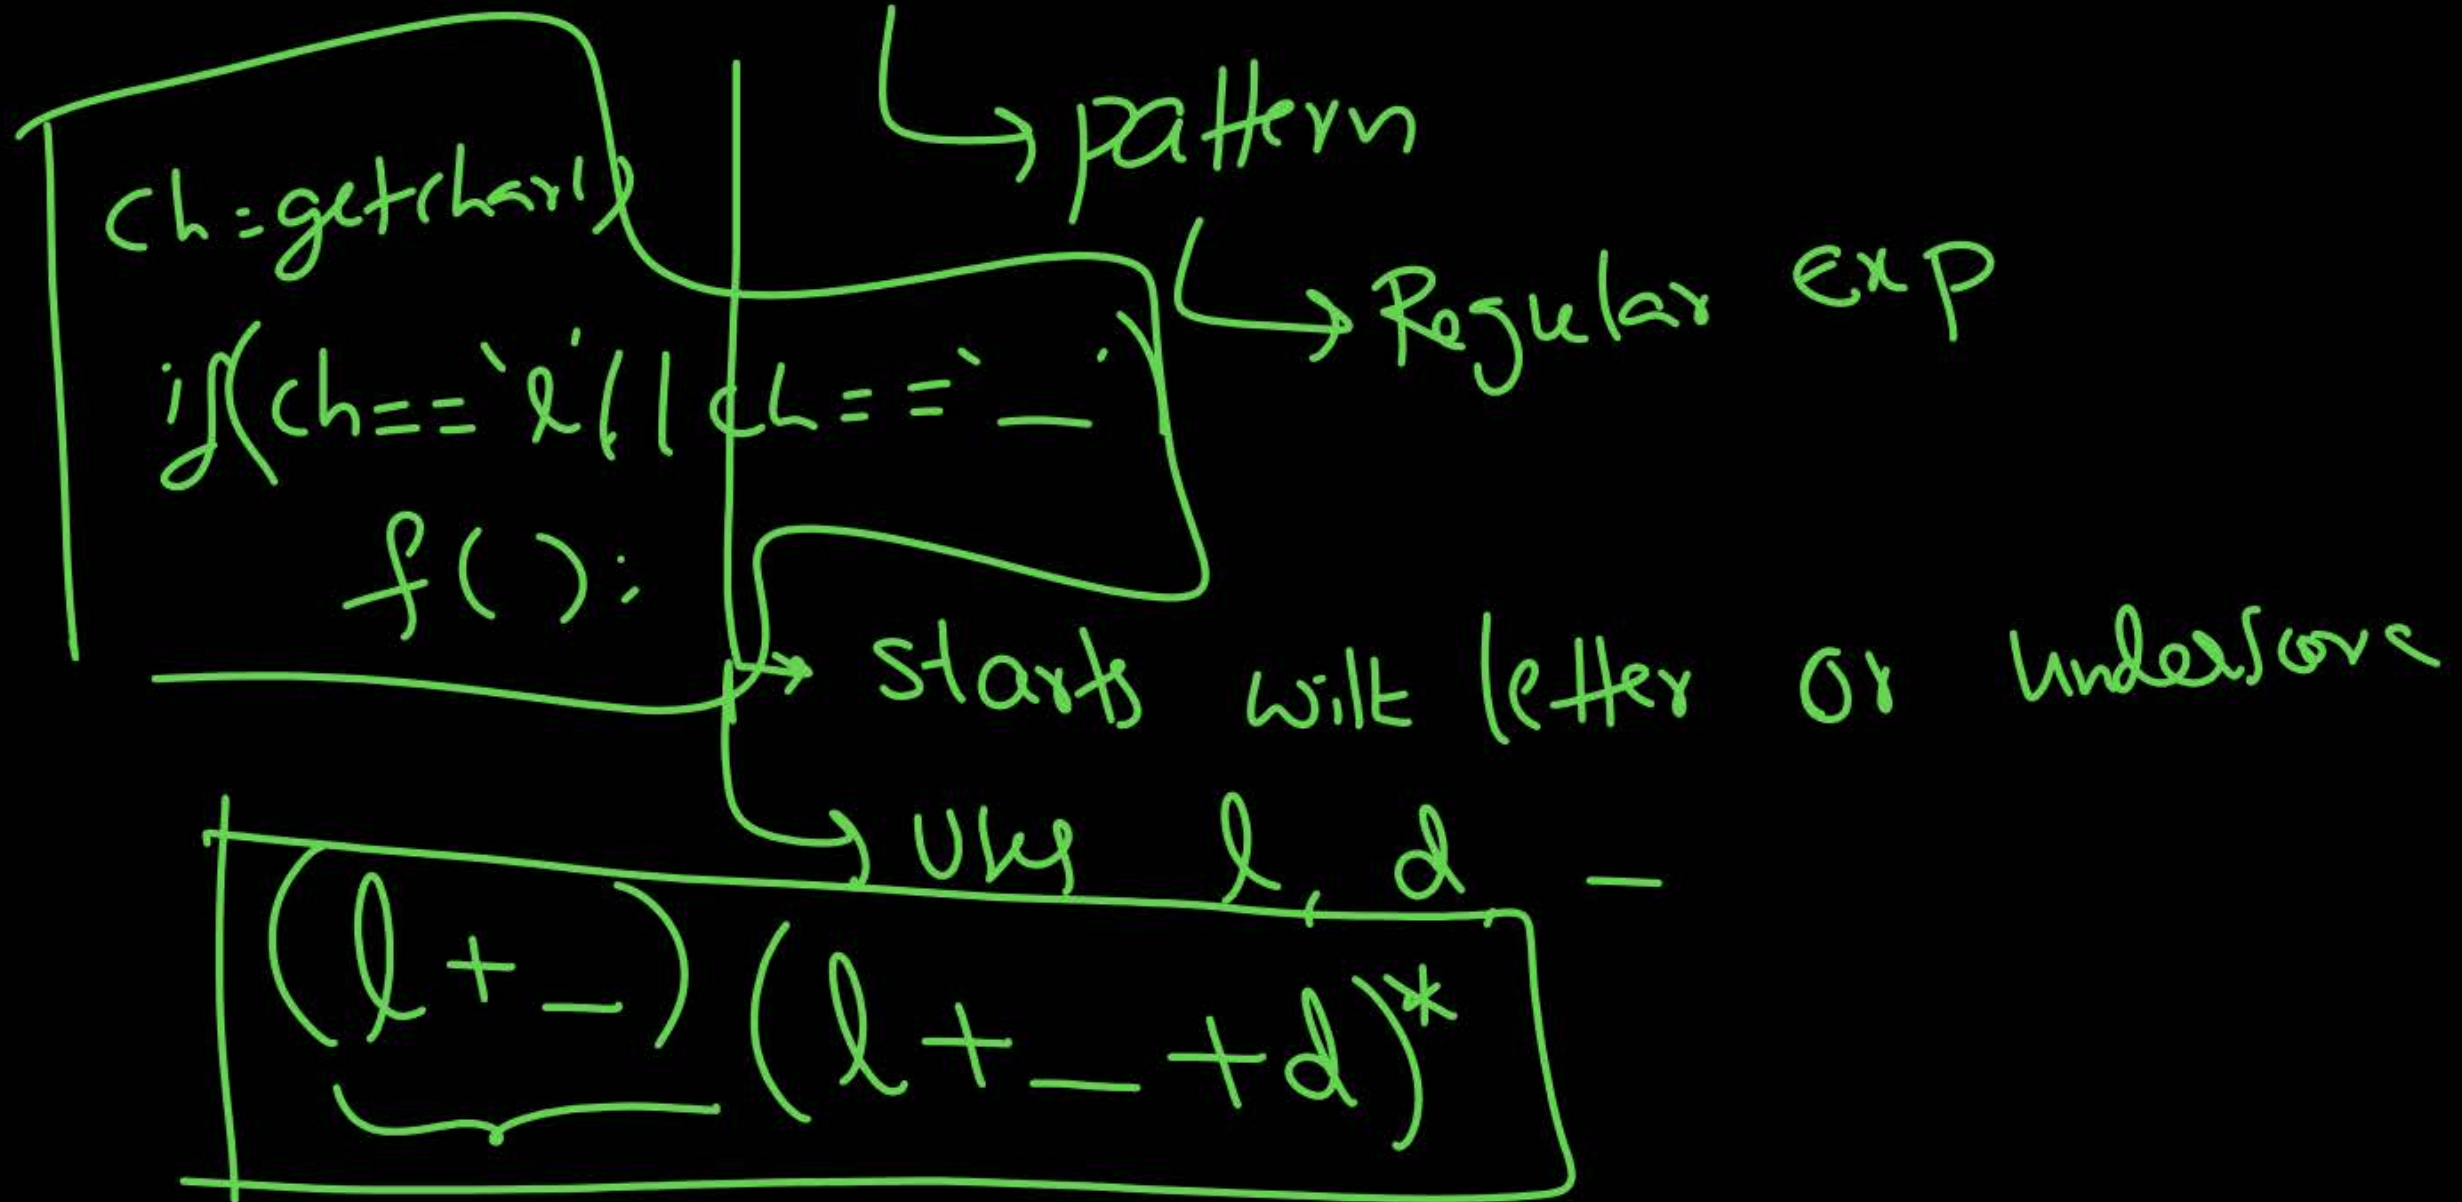 pattern
Ch=getchar()
Regular Exp
if(ch=='l'||ch=='_')
f();
starts with letter or underscore
uses l, d, _
(l+_)(l+_+d)*